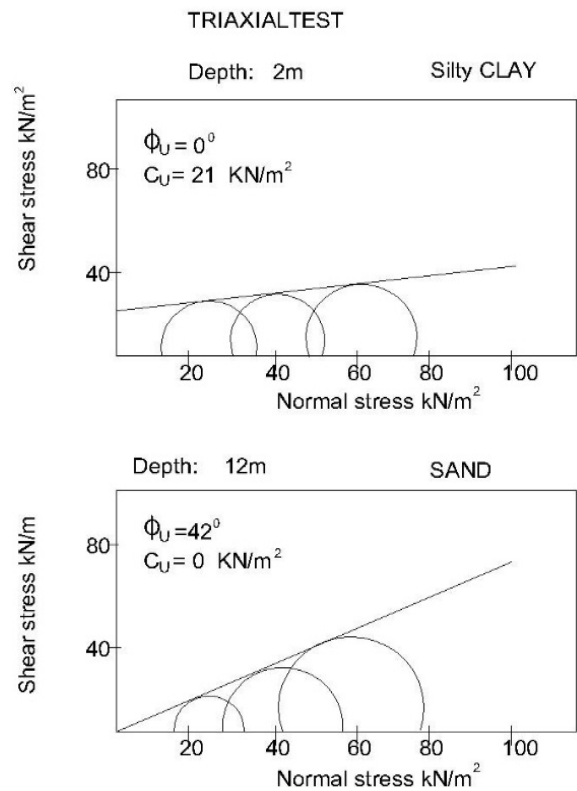 TRIAXIALTEST
Depth: 2m Silty CLAY
Shear stress kN/m²
80
40
ϕU = 0⁰
CU = 21 KN/m²
20 40 60 80 100
Normal stress kN/m²
Depth: 12m SAND
Shear stress kN/m
80
40
ϕU =42⁰
CU = 0 KN/m²
20 40 60 80 100
Normal stress kN/m²